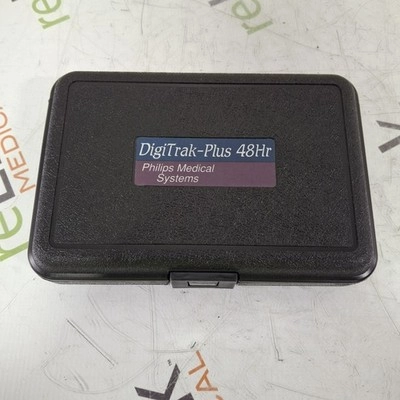 DigiTrak-Plus 48Hr
Philips Medical
Systems